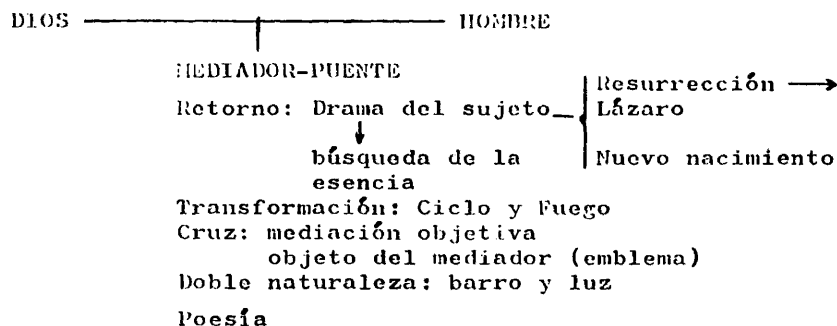 DIOS HOMBRE
MEDIADOR-PUENTE
Resurrección →
Retorno: Drama del sujeto Lázaro
↓
búsqueda de la Nuevo nacimiento
esencia
Transformación: Ciclo y Fuego
Cruz: mediación objetiva
objeto del mediador (emblema)
Doble naturaleza: barro y luz
Poesía